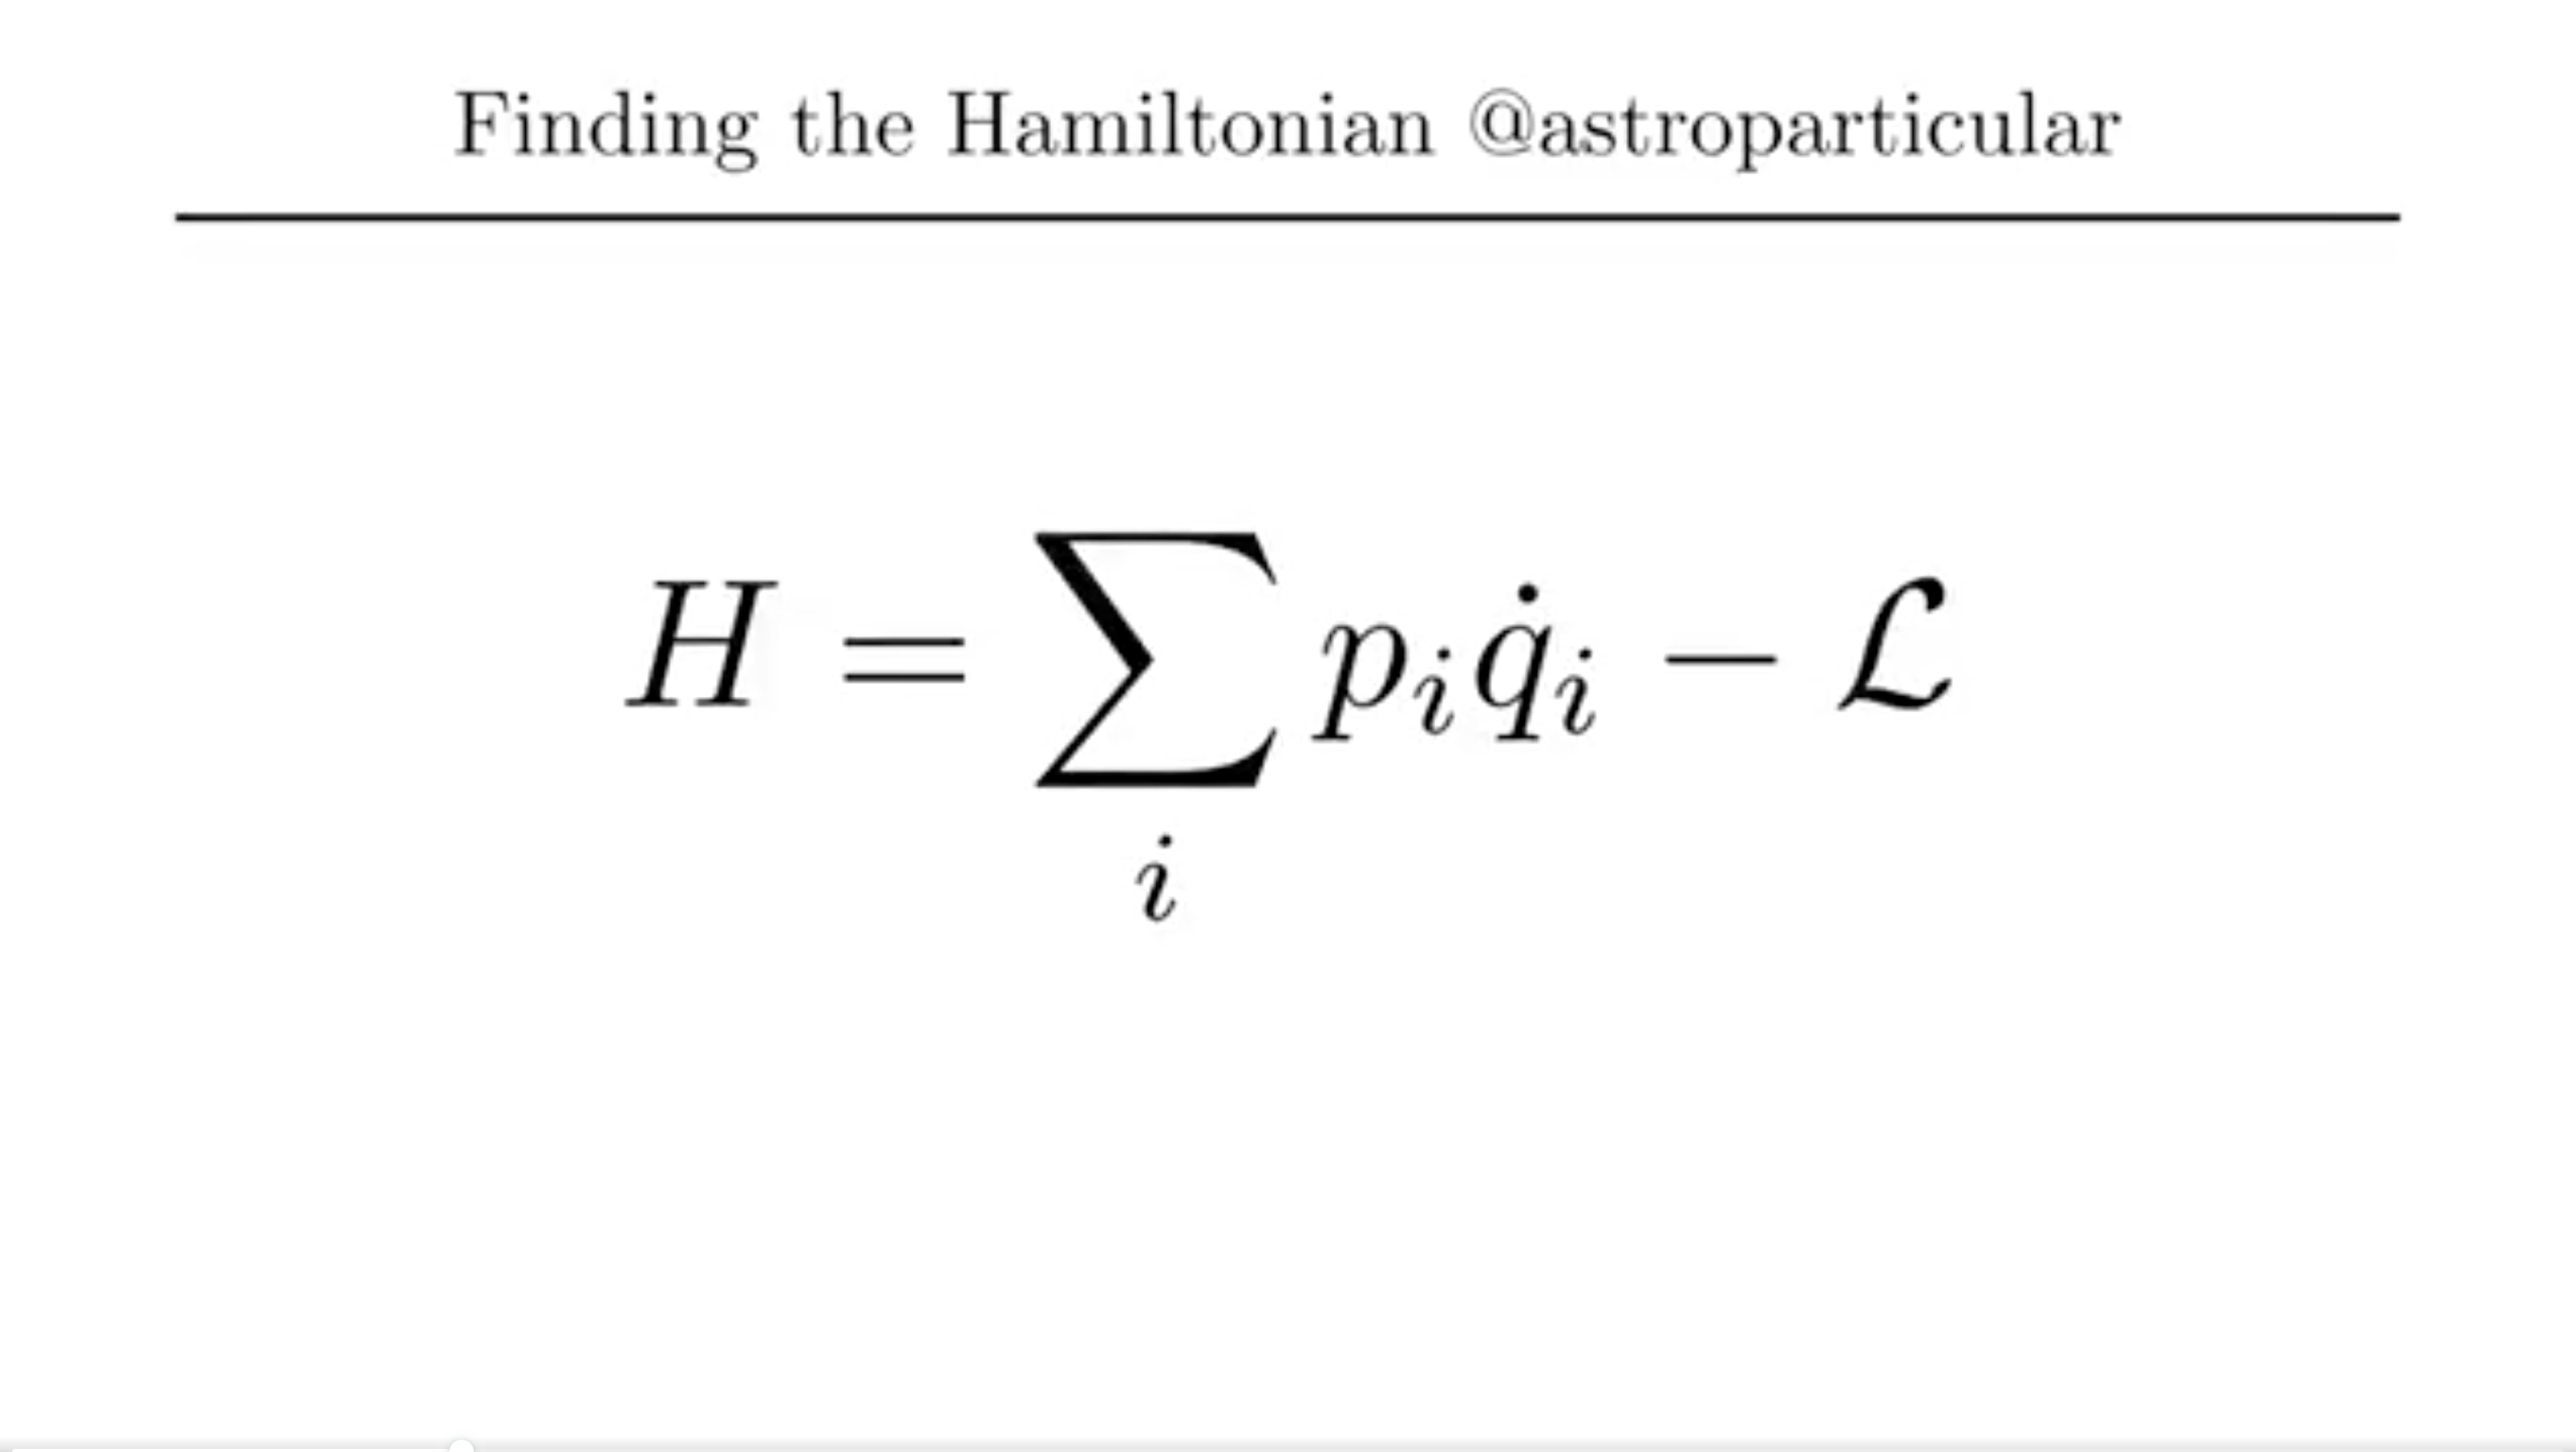 Finding the Hamiltonian @astroparticular
H = ∑_i p_i q̇_i − ℒ